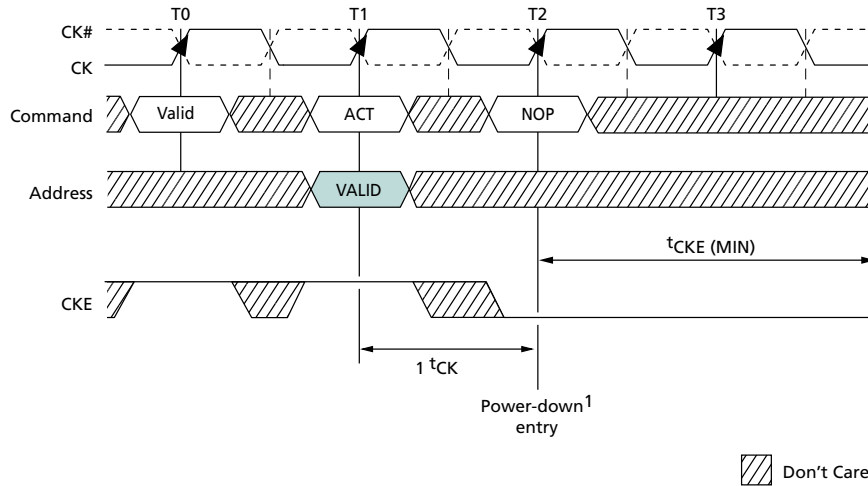 T0 T1 T2 T3
CK#
CK
Command Valid ACT NOP
Address VALID
tCKE (MIN)
CKE
1 tCK
Power-down1
entry
Don't Care